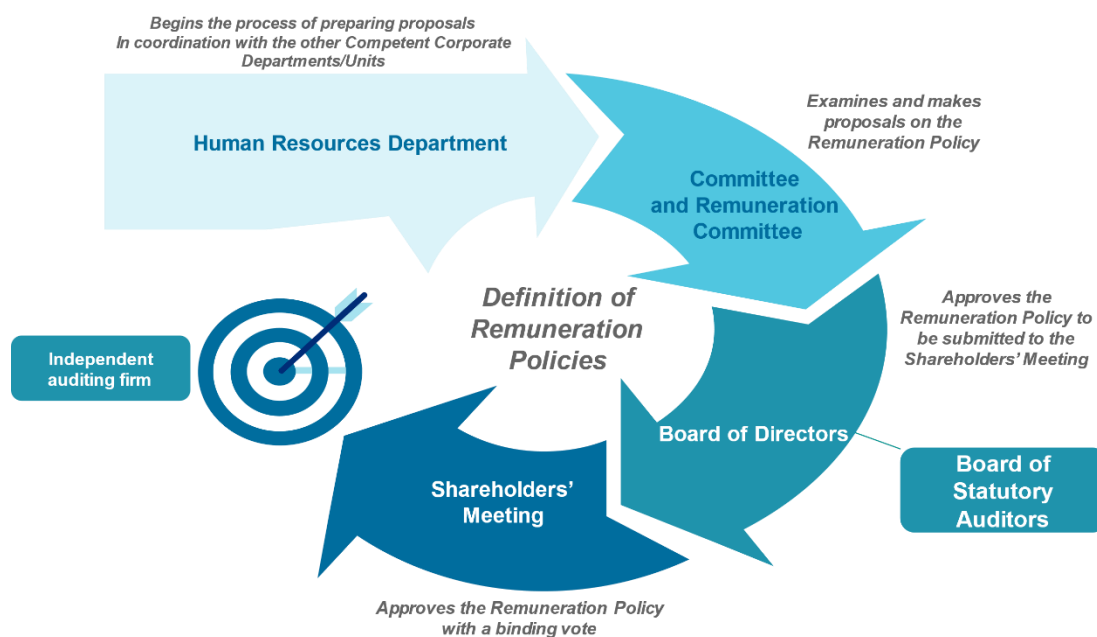 Begins the process of preparing proposals
In coordination with the other Competent Corporate
Departments/Units
Human Resources Department
Examines and makes
proposals on the
Remuneration Policy
Committee
and Remuneration
Committee
Definition of
Remuneration
Policies
Approves the
Remuneration Policy to
be submitted to the
Shareholders' Meeting
Independent
auditing firm
Board of Directors
Board of
Statutory
Auditors
Shareholders'
Meeting
Approves the Remuneration Policy
with a binding vote